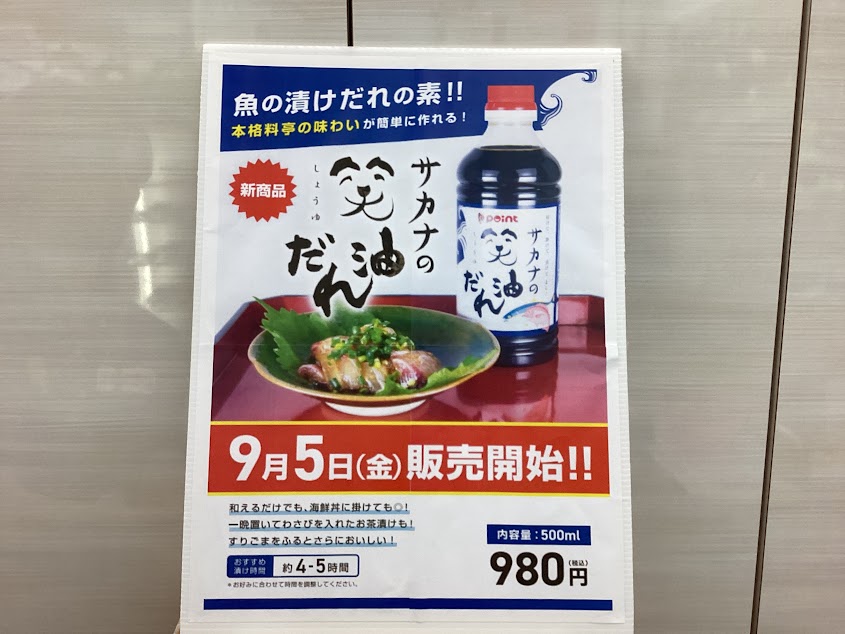 魚の漬けだれの素!!
本格料亭の味わいが簡単に作れる!
新商品
サカナの
しょうゆ
笑油
だれ
point
サカナの
笑油
だれ
9月5日(金)販売開始!!
和えるだけでも、海鮮丼に掛けても◎!
一晩置いてわさびを入れたお茶漬けも!
すりごまをふるとさらにおいしい!
おすすめ
漬け時間
約4-5時間
*お好みに合わせて時間を調整してください。
内容量:500ml
980円
(税込)